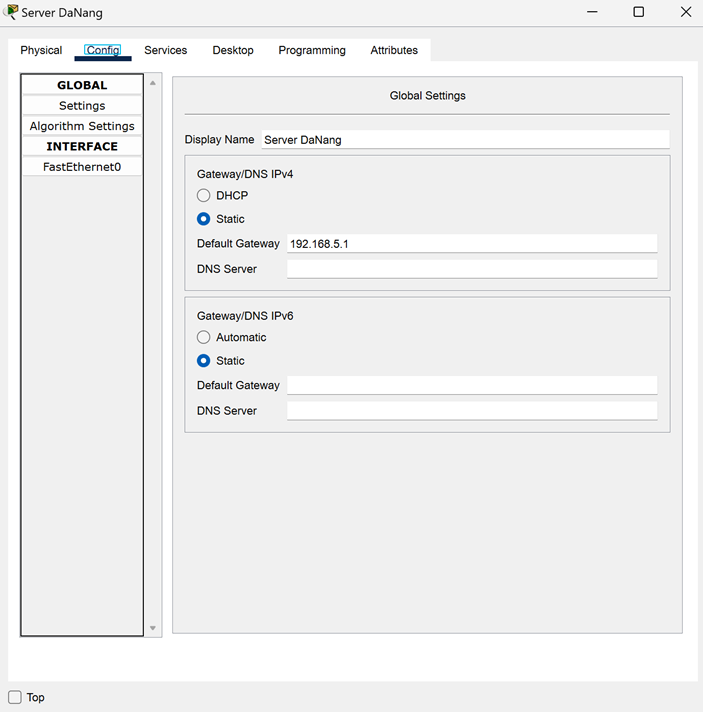 Server DaNang
Physical Config Services Desktop Programming Attributes
GLOBAL
Settings
Algorithm Settings
INTERFACE
FastEthernet0
Global Settings
Display Name Server DaNang
Gateway/DNS IPv4
DHCP
Static
Default Gateway 192.168.5.1
DNS Server
Gateway/DNS IPv6
Automatic
Static
Default Gateway
DNS Server
Top